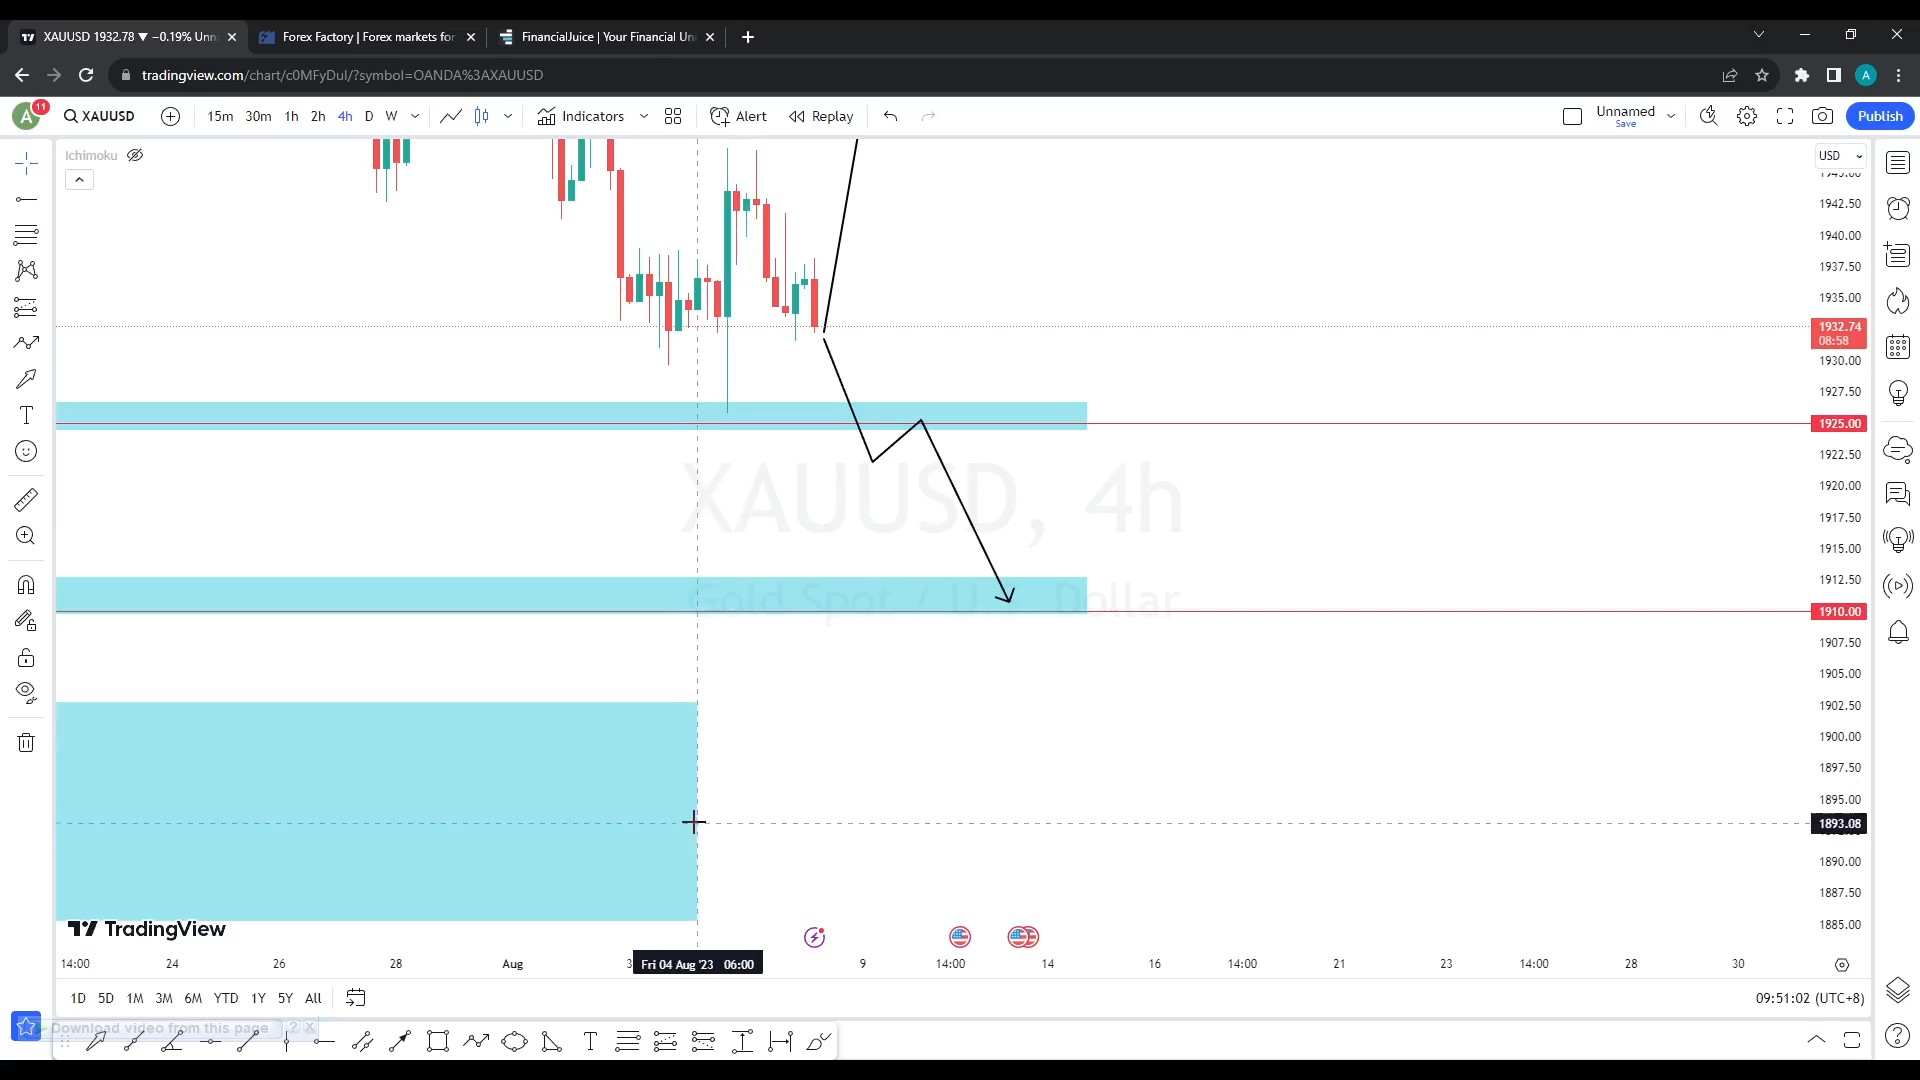 XAUUSD 1932.78 ▼ −0.19% Unn
Forex Factory | Forex markets for
FinancialJuice | Your Financial Uni
tradingview.com/chart/c0MFyDul/?symbol=OANDA%3AXAUUSD
A
A
11
XAUUSD
15m 30m 1h 2h 4h D W
Indicators
Alert
Replay
Unnamed
Save
Publish
Ichimoku
USD
1942.50
1940.00
1937.50
1935.00
1932.74
08:58
1930.00
1927.50
1925.00
1922.50
1920.00
1917.50
1915.00
1912.50
1910.00
1907.50
1905.00
1902.50
1900.00
1897.50
1895.00
1893.08
1890.00
1887.50
1885.00
XAUUSD, 4h
Gold Spot / U.S. Dollar
TradingView
14:00 24 26 28 Aug 3 Fri 04 Aug '23 06:00 9 14:00 14 16 14:00 21 23 14:00 28 30
1D 5D 1M 3M 6M YTD 1Y 5Y All
09:51:02 (UTC+8)
Download video from this page ? X